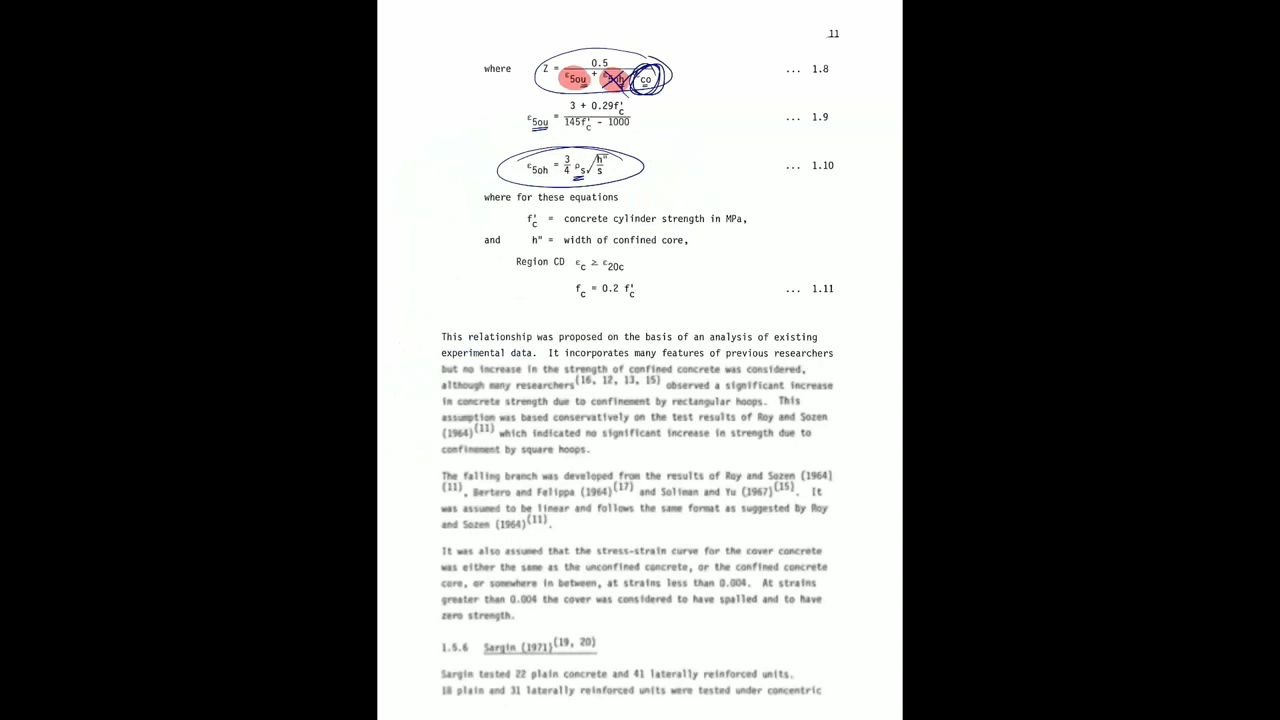 11
where Z = 0.5 / ε5ou + ε5oh - εco ... 1.8
ε5ou = 3 + 0.29f'c / 145f'c - 1000 ... 1.9
ε5oh = 3/4 ρs √h"/s ... 1.10
where for these equations
f'c = concrete cylinder strength in MPa,
and h" = width of confined core,
Region CD εc ≥ ε20c
fc = 0.2 f'c ... 1.11
This relationship was proposed on the basis of an analysis of existing
experimental data. It incorporates many features of previous researchers
but no increase in the strength of confined concrete was considered,
although many researchers(16, 12, 13, 15) observed a significant increase
in concrete strength due to confinement by rectangular hoops. This
assumption was based conservatively on the test results of Roy and Sozen
(1964)(11) which indicated no significant increase in strength due to
confinement by square hoops.
The falling branch was developed from the results of Roy and Sozen (1964)
(11), Bertero and Felippa (1964)(17) and Soliman and Yu (1967)(15). It
was assumed to be linear and follows the same format as suggested by Roy
and Sozen (1964)(11).
It was also assumed that the stress-strain curve for the cover concrete
was either the same as the unconfined concrete, or the confined concrete
core, or somewhere in between, at strains less than 0.004. At strains
greater than 0.004 the cover was considered to have spalled and to have
zero strength.
1.5.6 Sargin (1971)(19, 20)
Sargin tested 22 plain concrete and 41 laterally reinforced units.
18 plain and 31 laterally reinforced units were tested under concentric